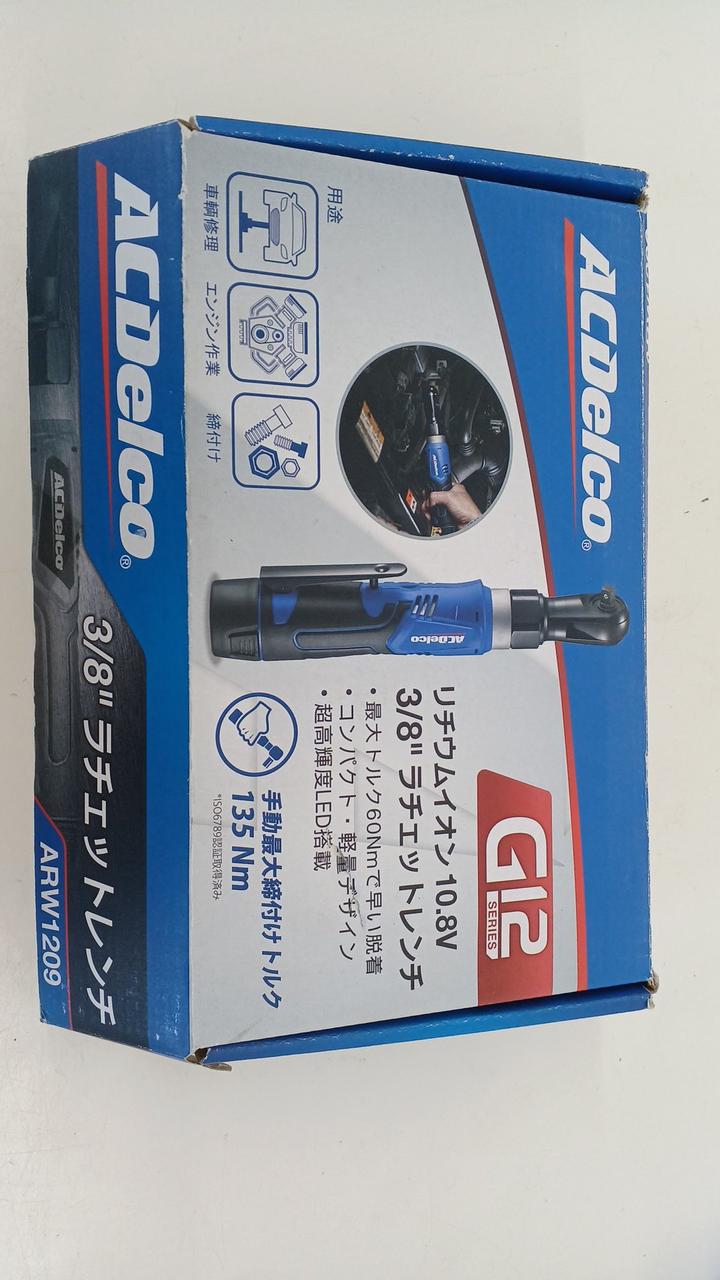 ACDelco®
G12
SERIES
リチウムイオン 10.8V
3/8" ラチェットレンチ
・最大トルク60Nmで早い脱着
・コンパクト・軽量デザイン
・超高輝度LED搭載
手動最大締付けトルク
135 Nm
*ISO6789認証取得済み
ACDelco
用途
車輌修理
エンジン作業
締付け
ACDelco®
3/8" ラチェットレンチ
ACDelco
ARW1209